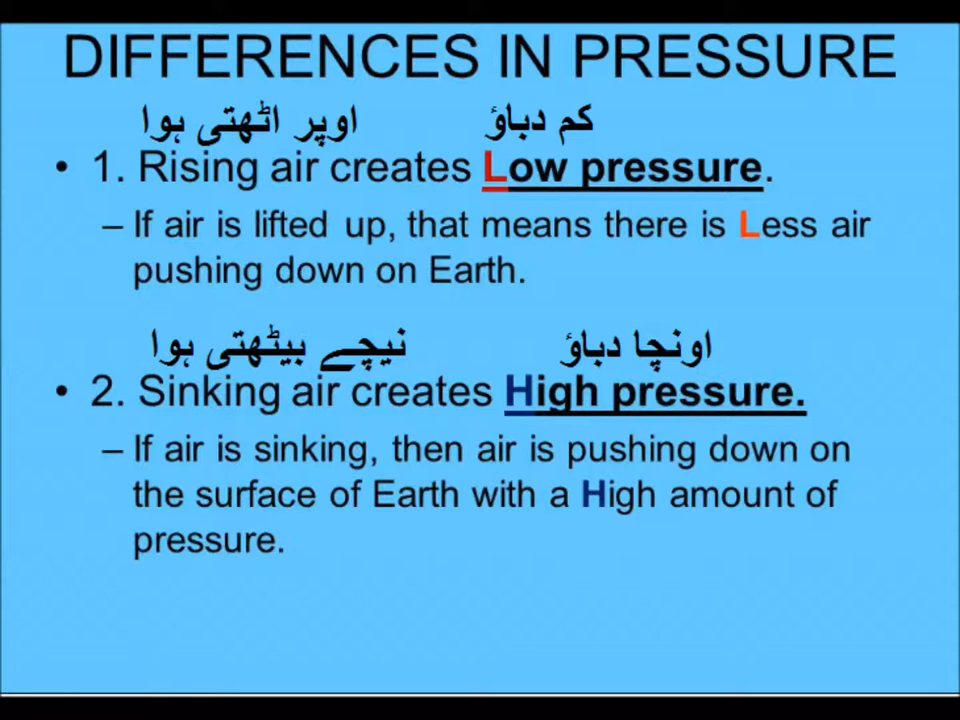 DIFFERENCES IN PRESSURE
اوپر اٹھتی ہوا کم دباؤ
• 1. Rising air creates Low pressure.
– If air is lifted up, that means there is Less air
pushing down on Earth.
نیچے بیٹھتی ہوا اونچا دباؤ
• 2. Sinking air creates High pressure.
– If air is sinking, then air is pushing down on
the surface of Earth with a High amount of
pressure.